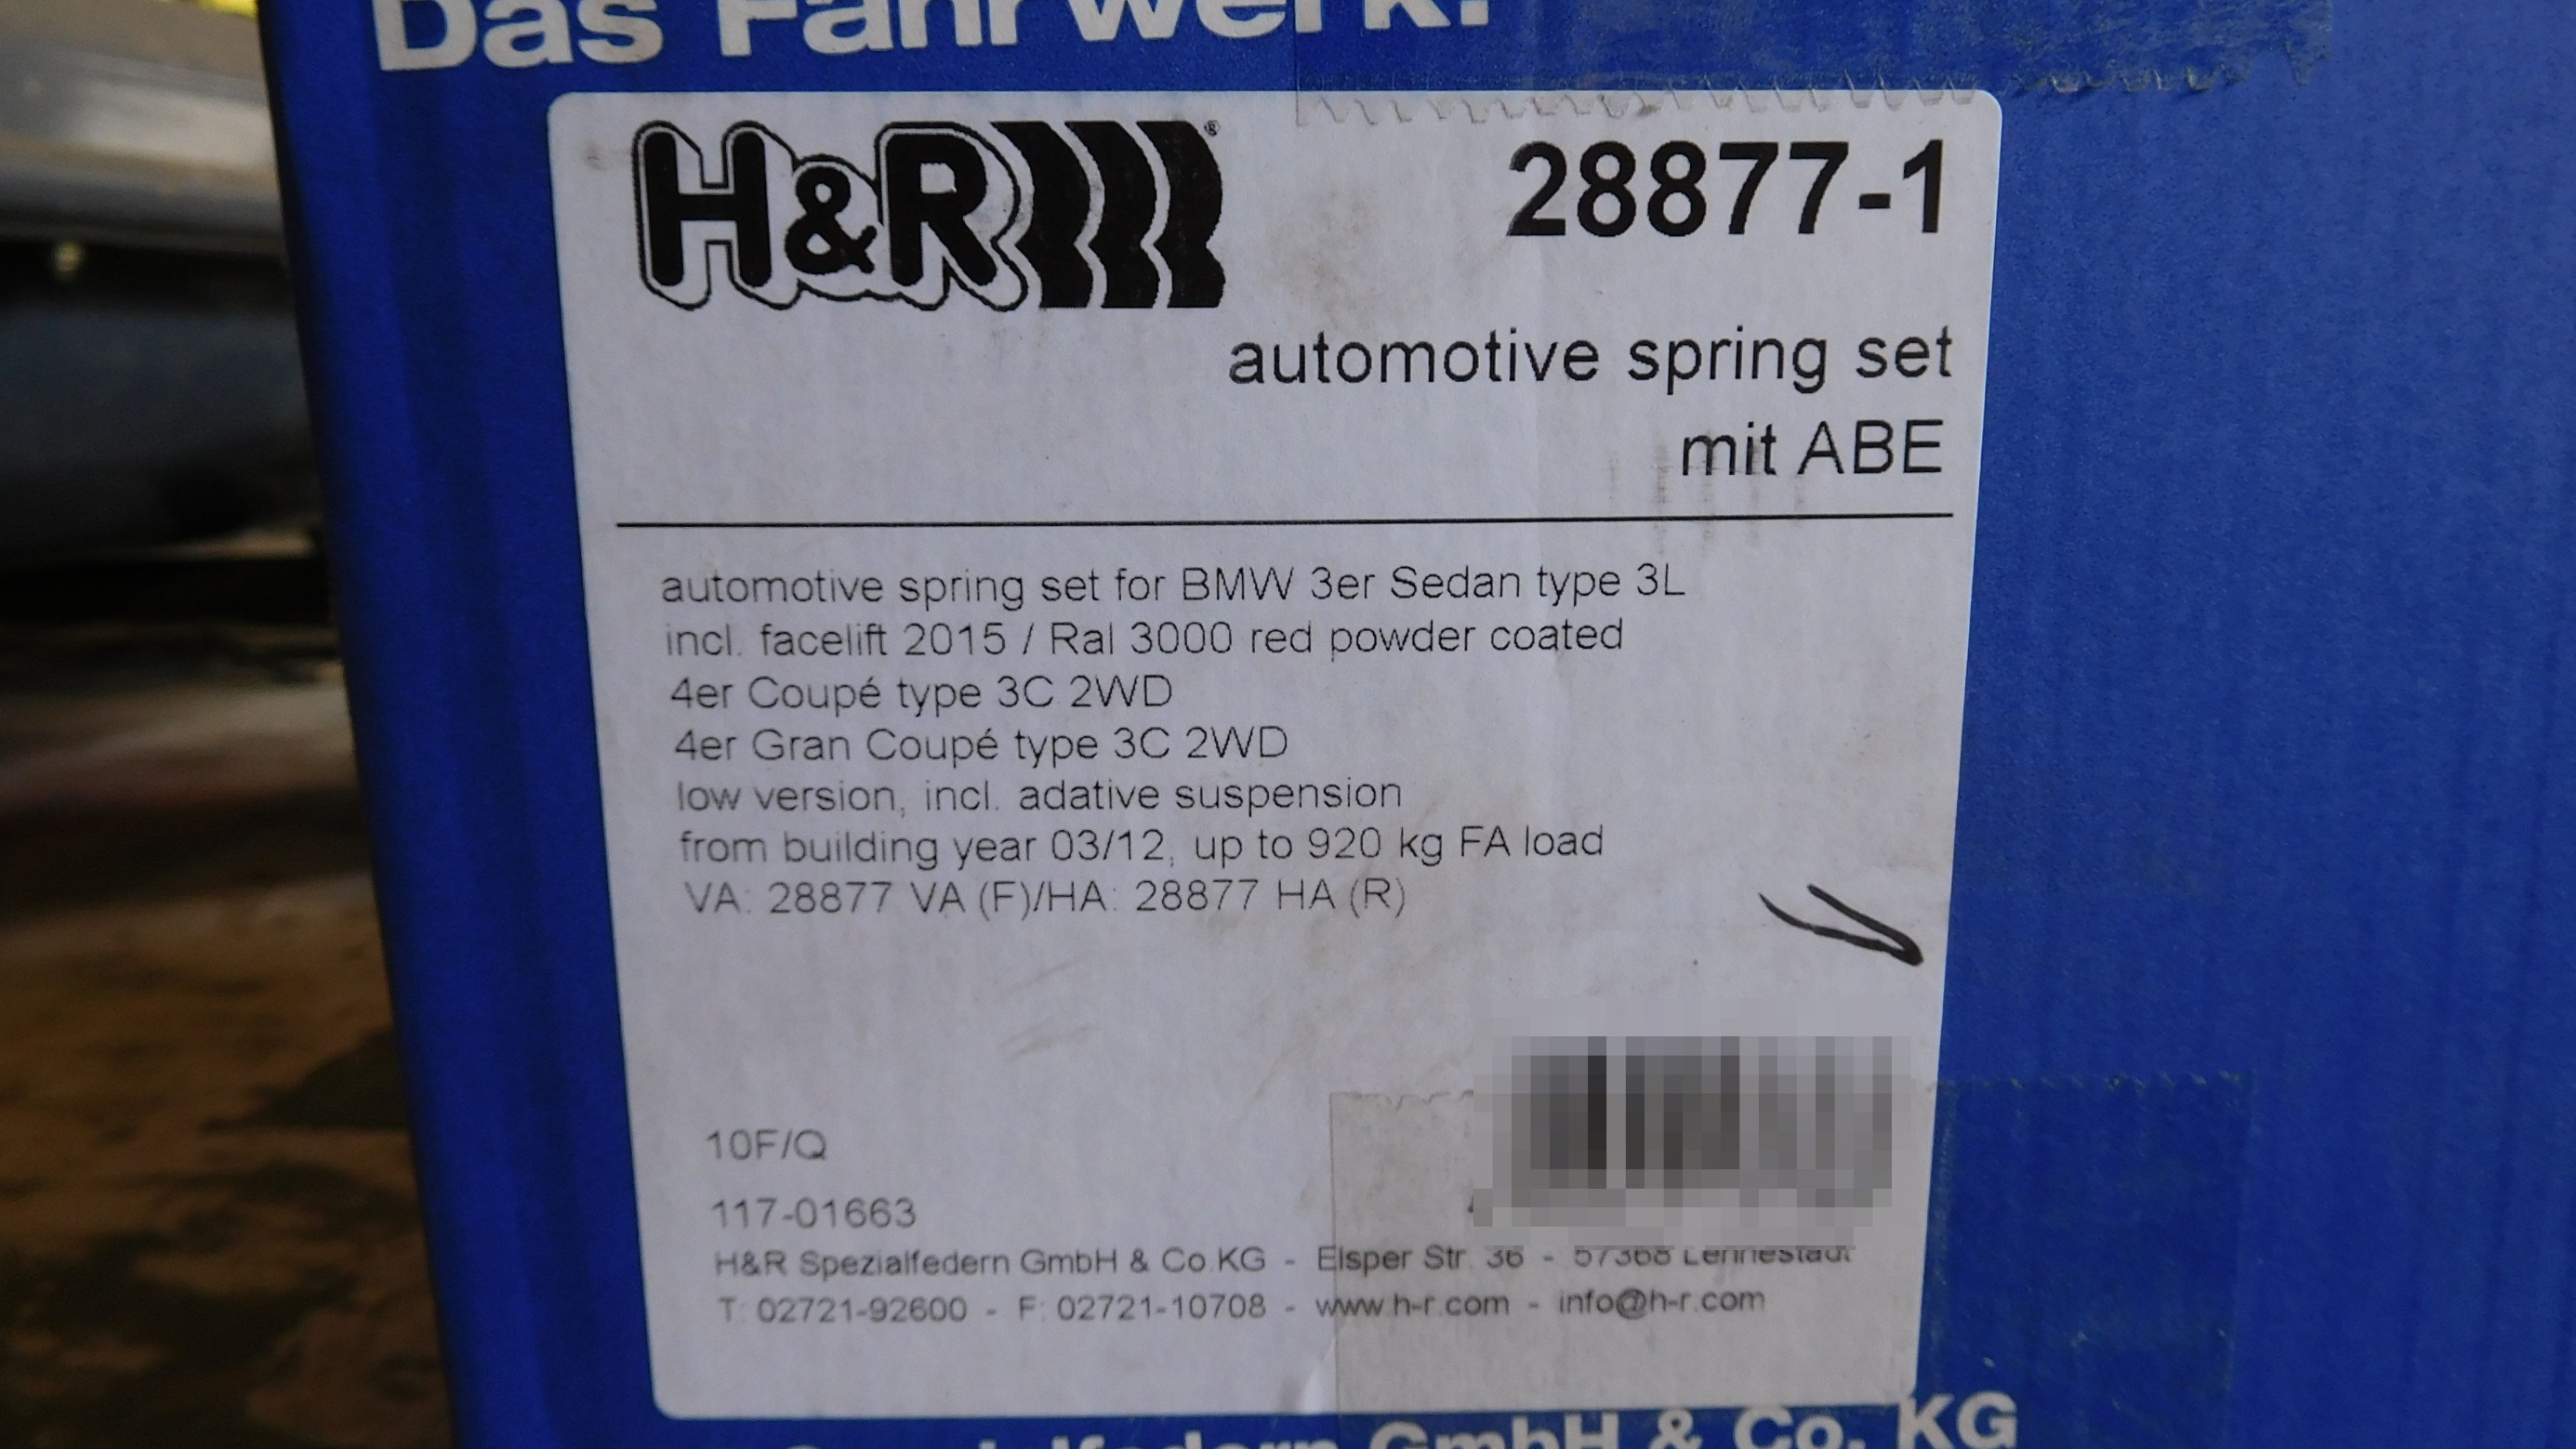 Das Fahrwerk.
H&R®
28877-1
automotive spring set
mit ABE
automotive spring set for BMW 3er Sedan type 3L
incl. facelift 2015 / Ral 3000 red powder coated
4er Coupé type 3C 2WD
4er Gran Coupé type 3C 2WD
low version, incl. adative suspension
from building year 03/12, up to 920 kg FA load
VA: 28877 VA (F)/HA: 28877 HA (R)
10F/Q
117-01663
H&R Spezialfedern GmbH & Co.KG - Elsper Str. 36 - 57368 Lennestadt
T: 02721-92600 - F: 02721-10708 - www.h-r.com - info@h-r.com
GmbH & Co. KG